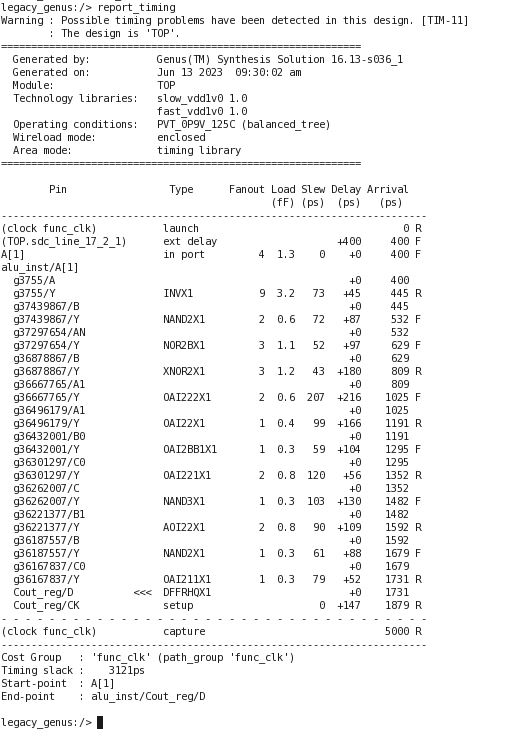 legacy_genus:/> report_timing
Warning : Possible timing problems have been detected in this design. [TIM-11]
        : The design is 'TOP'.
============================================================
  Generated by:           Genus(TM) Synthesis Solution 16.13-s036_1
  Generated on:           Jun 13 2023  09:30:02 am
  Module:                 TOP
  Technology libraries:   slow_vdd1v0 1.0
                          fast_vdd1v0 1.0
  Operating conditions:   PVT_0P9V_125C (balanced_tree)
  Wireload mode:          enclosed
  Area mode:              timing library
============================================================
        Pin                 Type      Fanout Load Slew Delay Arrival
                                             (fF) (ps)  (ps)   (ps)
-----------------------------------------------------------------------
(clock func_clk)           launch                                 0 R
(TOP.sdc_line_17_2_1)      ext delay                   +400     400 F
A[1]                       in port         4  1.3    0   +0     400 F
alu_inst/A[1]
  g3755/A                                                +0     400
  g3755/Y                  INVX1           9  3.2   73  +45     445 R
  g37439867/B                                            +0     445
  g37439867/Y              NAND2X1         2  0.6   72  +87     532 F
  g37297654/AN                                           +0     532
  g37297654/Y              NOR2BX1         3  1.1   52  +97     629 F
  g36878867/B                                            +0     629
  g36878867/Y              XNOR2X1         3  1.2   43 +180     809 R
  g36667765/A1                                           +0     809
  g36667765/Y              OAI222X1        2  0.6  207 +216    1025 F
  g36496179/A1                                           +0    1025
  g36496179/Y              OAI22X1         1  0.4   99 +166    1191 R
  g36432001/B0                                           +0    1191
  g36432001/Y              OAI2BB1X1       1  0.3   59 +104    1295 F
  g36301297/C0                                           +0    1295
  g36301297/Y              OAI221X1        2  0.8  120  +56    1352 R
  g36262007/C                                            +0    1352
  g36262007/Y              NAND3X1         1  0.3  103 +130    1482 F
  g36221377/B1                                           +0    1482
  g36221377/Y              AOI22X1         2  0.8   90 +109    1592 R
  g36187557/B                                            +0    1592
  g36187557/Y              NAND2X1         1  0.3   61  +88    1679 F
  g36167837/C0                                           +0    1679
  g36167837/Y              OAI211X1        1  0.3   79  +52    1731 R
  Cout_reg/D          <<<  DFFRHQX1                      +0    1731
  Cout_reg/CK              setup                     0 +147    1879 R
- - - - - - - - - - - - - - - - - - - - - - - - - - - - - - - - - - - -
(clock func_clk)           capture                             5000 R
-----------------------------------------------------------------------
Cost Group   : 'func_clk' (path_group 'func_clk')
Timing slack :    3121ps
Start-point  : A[1]
End-point    : alu_inst/Cout_reg/D
legacy_genus:/>